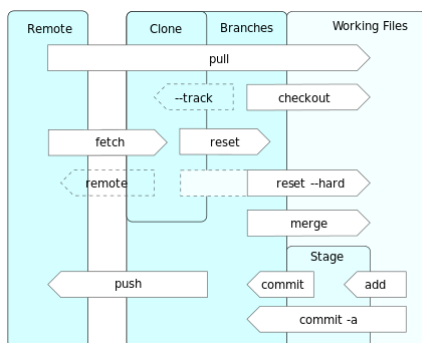 Remote
Clone
Branches
Working Files
pull
--track
checkout
fetch
reset
remote
reset --hard
merge
Stage
push
commit
add
commit -a